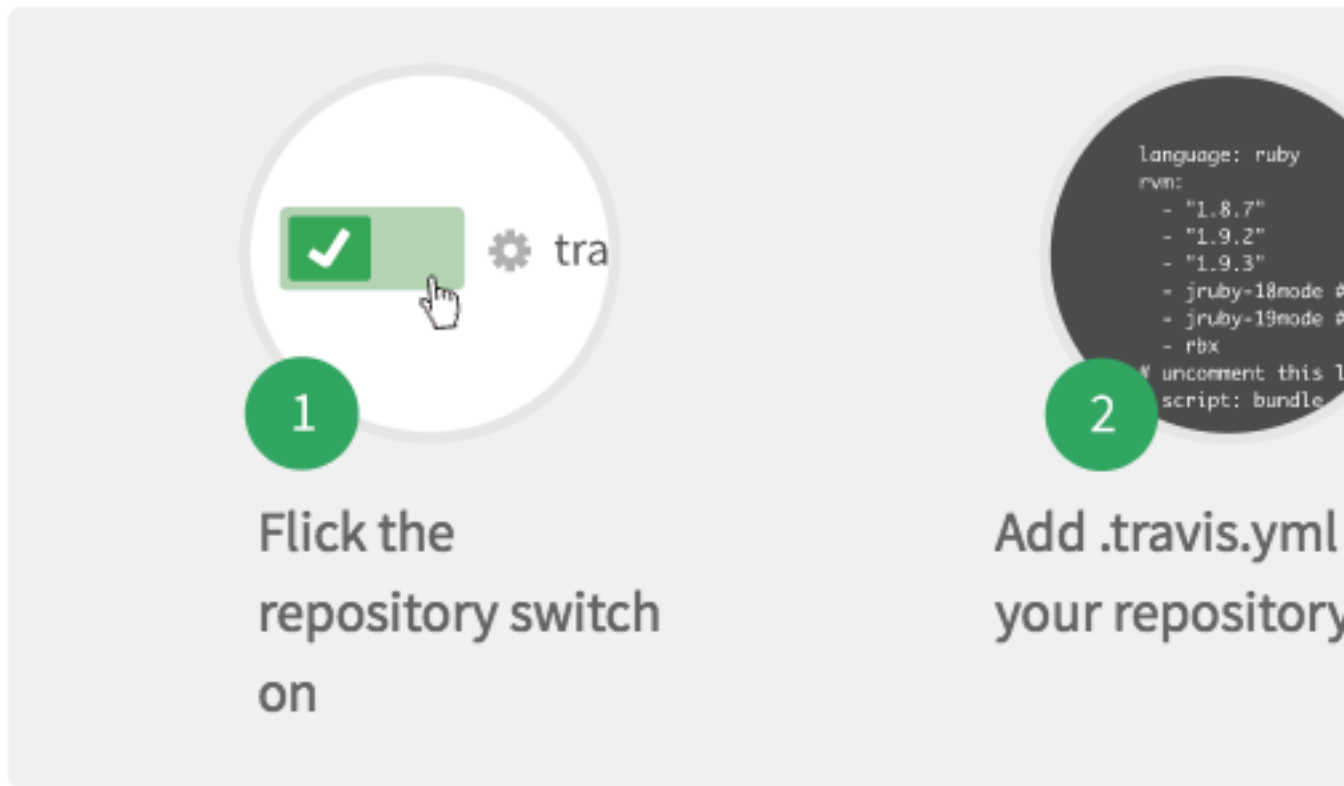 tra
1
Flick the
repository switch
on
language: ruby
rvm:
- "1.8.7"
- "1.9.2"
- "1.9.3"
- jruby-18mode #
- jruby-19mode #
- rbx
# uncomment this l
script: bundle
2
Add .travis.yml
your repository